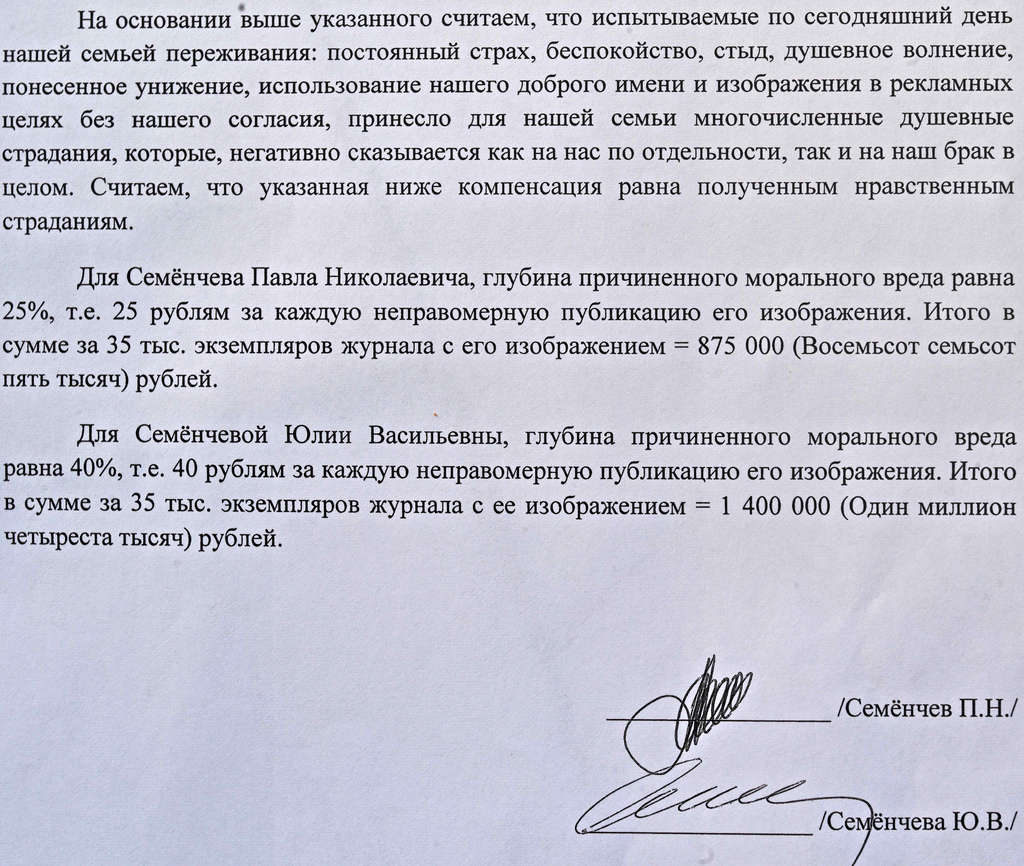 На основании выше указанного считаем, что испытываемые по сегодняшний день
нашей семьей переживания: постоянный страх, беспокойство, стыд, душевное волнение,
понесенное унижение, использование нашего доброго имени и изображения в рекламных
целях без нашего согласия, принесло для нашей семьи многочисленные душевные
страдания, которые, негативно сказывается как на нас по отдельности, так и на наш брак в
целом. Считаем, что указанная ниже компенсация равна полученным нравственным
страданиям.
Для Семёнчева Павла Николаевича, глубина причиненного морального вреда равна
25%, т.е. 25 рублям за каждую неправомерную публикацию его изображения. Итого в
сумме за 35 тыс. экземпляров журнала с его изображением = 875 000 (Восемьсот семьсот
пять тысяч) рублей.
Для Семёнчевой Юлии Васильевны, глубина причиненного морального вреда
равна 40%, т.е. 40 рублям за каждую неправомерную публикацию его изображения. Итого
в сумме за 35 тыс. экземпляров журнала с ее изображением = 1 400 000 (Один миллион
четыреста тысяч) рублей.
/Семёнчев П.Н./
/Семёнчева Ю.В./